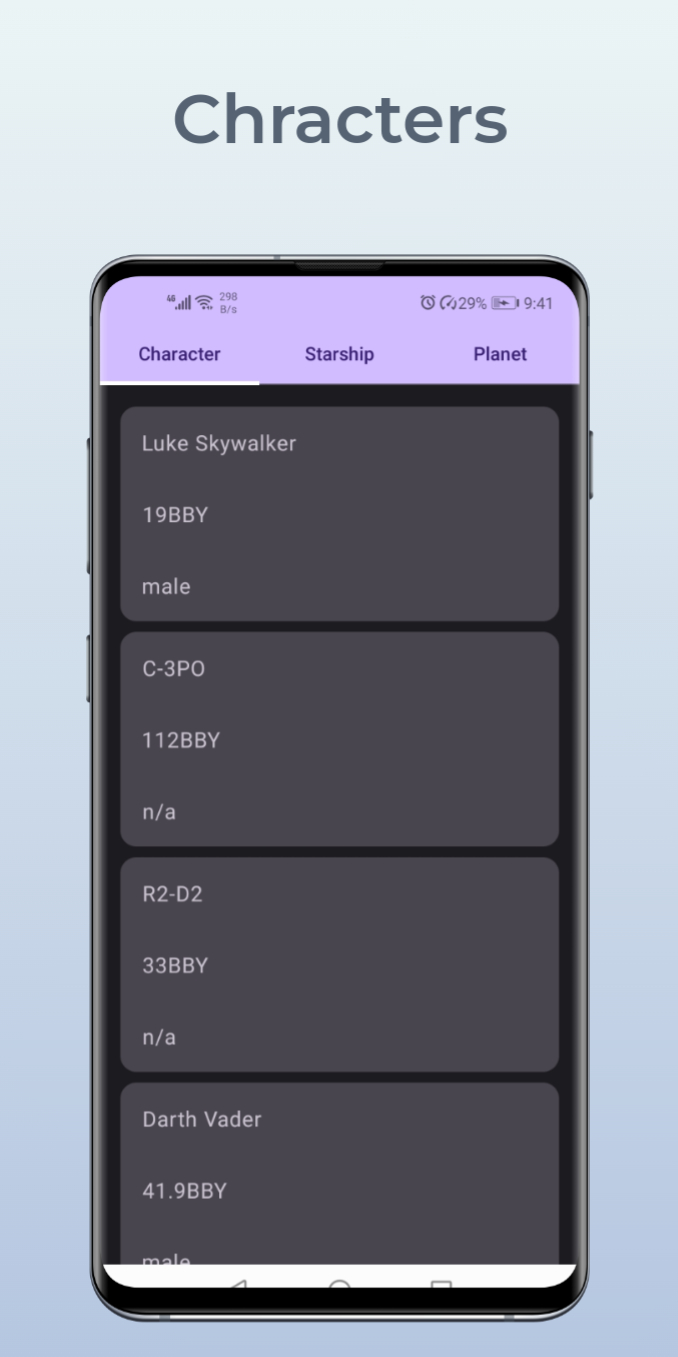 Chracters
4G 298 B/s 29% 9:41
Character Starship Planet
Luke Skywalker
19BBY
male
C-3PO
112BBY
n/a
R2-D2
33BBY
n/a
Darth Vader
41.9BBY
male